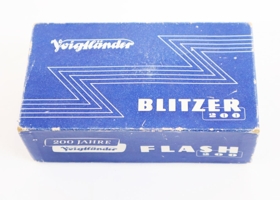 Voigtländer
BLITZER
200
200 JAHRE
Voigtländer
FLASH
200